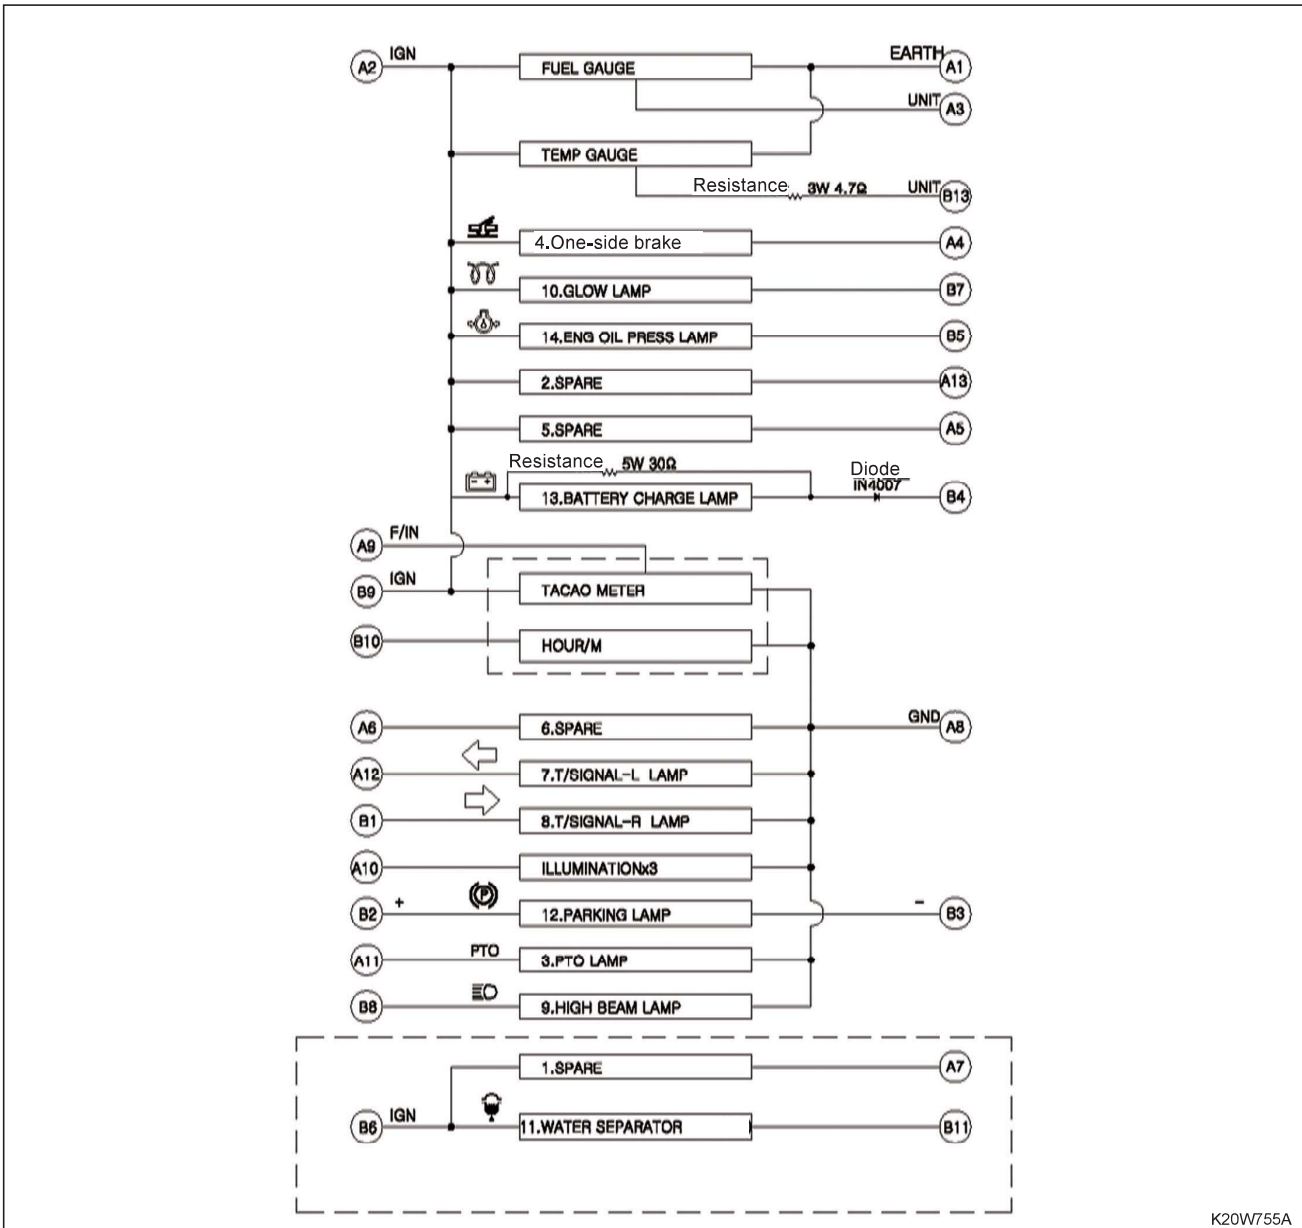 A2 IGN FUEL GAUGE EARTH A1
UNIT A3
TEMP GAUGE
Resistance 3W 4.7Ω UNIT B13
4.One-side brake A4
10.GLOW LAMP B7
14.ENG OIL PRESS LAMP B5
2.SPARE A13
5.SPARE A5
Resistance 5W 30Ω Diode
IN4007
13.BATTERY CHARGE LAMP B4
A9 F/IN
B9 IGN TACAO METER
B10 HOUR/M
A6 6.SPARE GND A8
A12 7.T/SIGNAL-L LAMP
B1 8.T/SIGNAL-R LAMP
A10 ILLUMINATIONx3
B2 + P 12.PARKING LAMP - B3
A11 PTO 3.PTO LAMP
B8 9.HIGH BEAM LAMP
1.SPARE A7
B6 IGN 11.WATER SEPARATOR B11
K20W755A